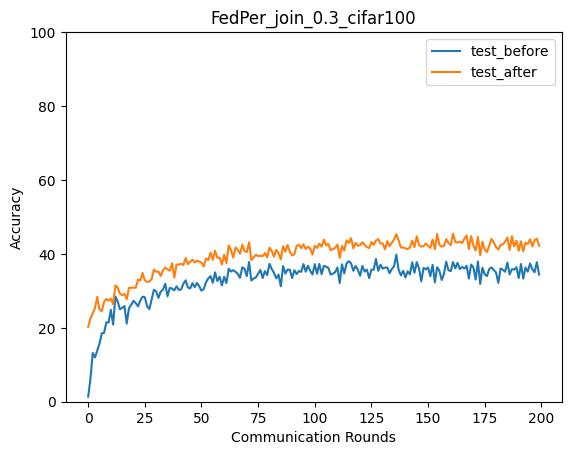 FedPer_join_0.3_cifar100
100
80
60
40
20
0
Accuracy
test_before
test_after
0 25 50 75 100 125 150 175 200
Communication Rounds